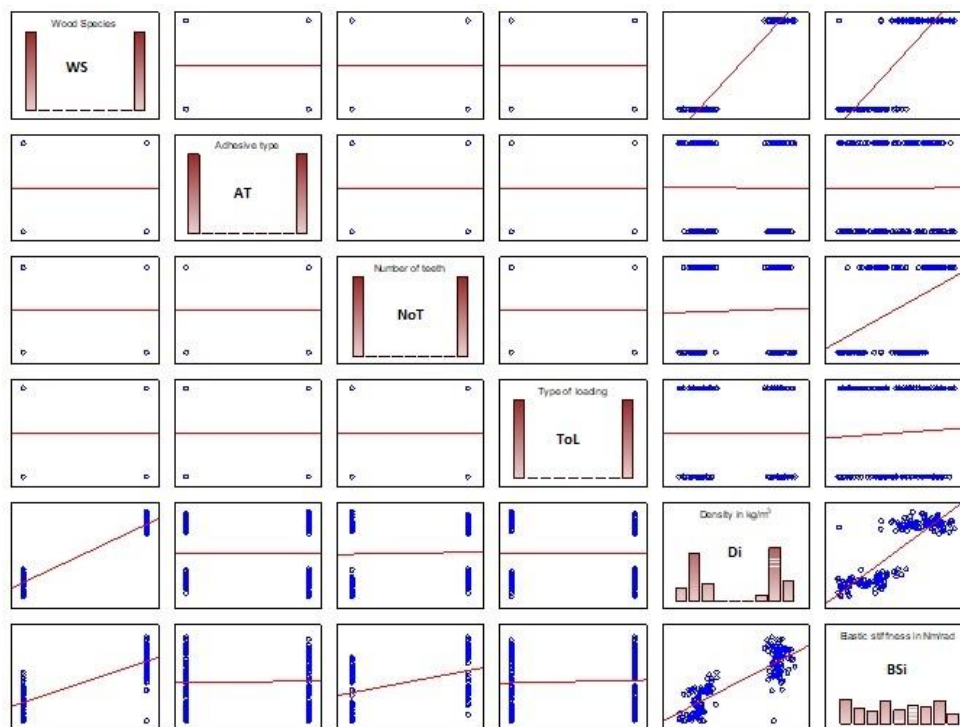 Wood Species
WS
Adhesive type
AT
Number of teeth
NoT
Type of loading
ToL
Density in kg/m³
Di
Elastic stiffness in Nm/rad
BSi